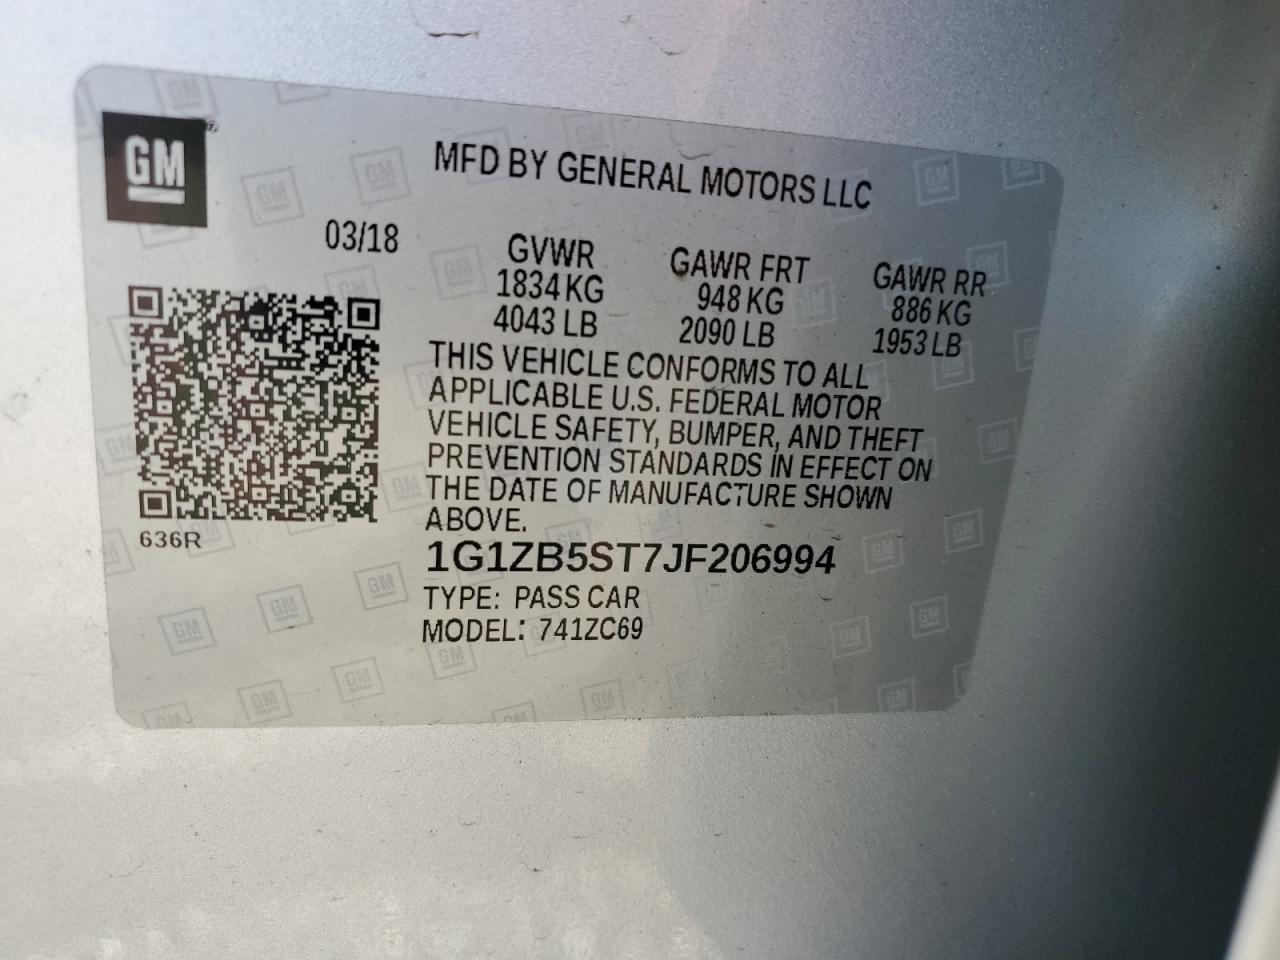 GM
MFD BY GENERAL MOTORS LLC
03/18
GVWR GAWR FRT GAWR RR
1834 KG 948 KG 886 KG
4043 LB 2090 LB 1953 LB
THIS VEHICLE CONFORMS TO ALL
APPLICABLE U.S. FEDERAL MOTOR
VEHICLE SAFETY, BUMPER, AND THEFT
PREVENTION STANDARDS IN EFFECT ON
THE DATE OF MANUFACTURE SHOWN
ABOVE.
636R
1G1ZB5ST7JF206994
TYPE: PASS CAR
MODEL: 741ZC69